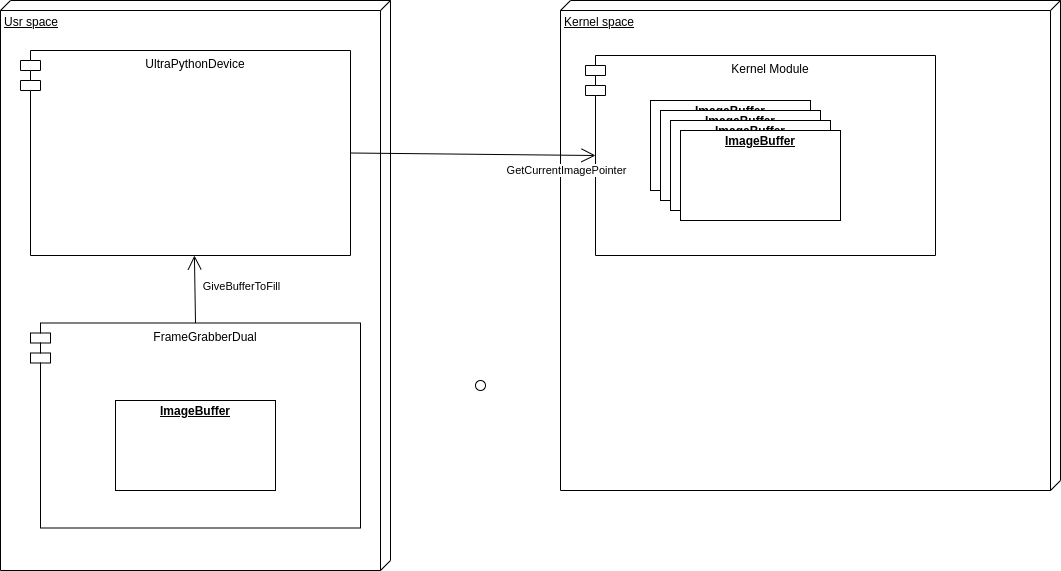 Usr space
UltraPythonDevice
GiveBufferToFill
FrameGrabberDual
ImageBuffer
GetCurrentImagePointer
Kernel space
Kernel Module
ImageBuffer
ImageBuffer
ImageBuffer
ImageBuffer